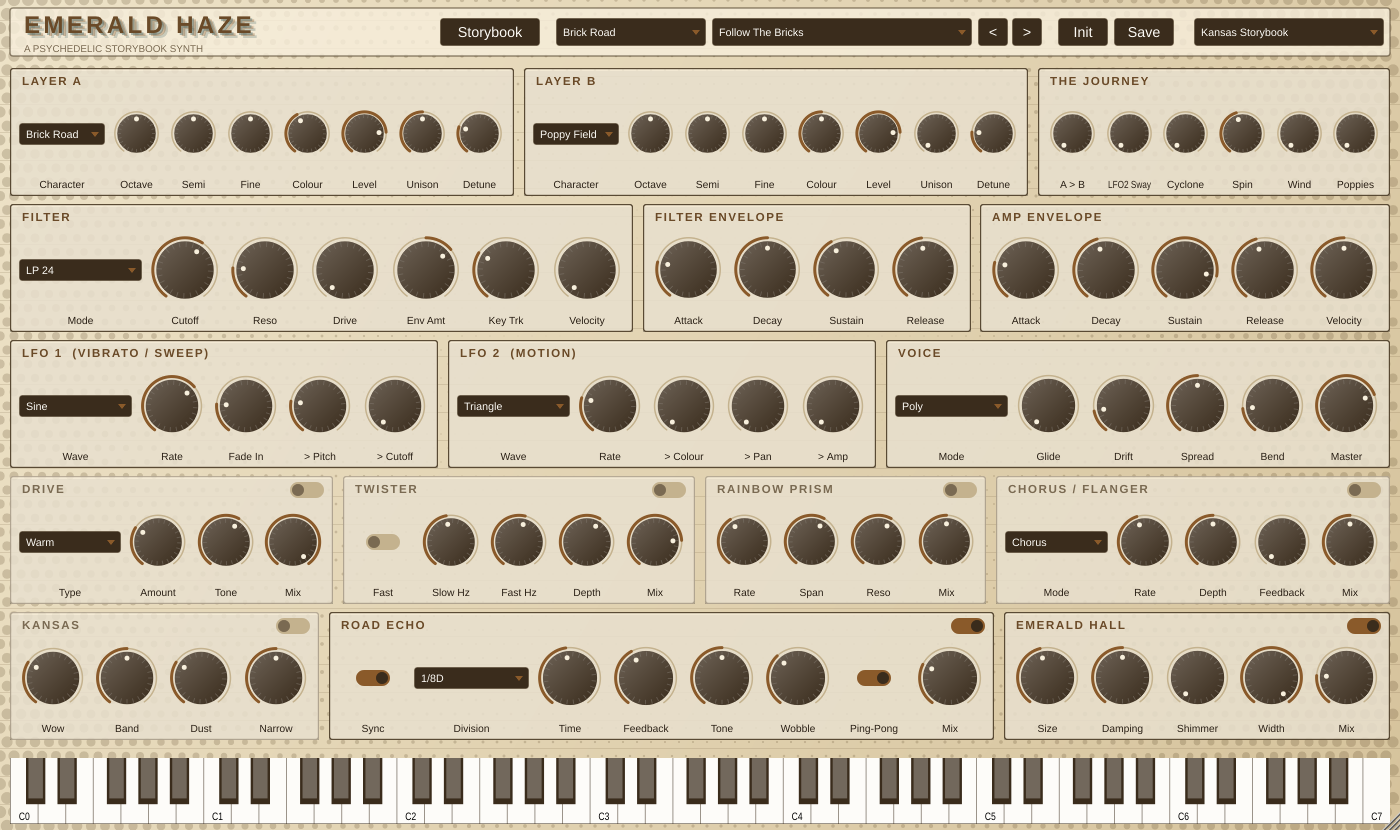 EMERALD HAZE
A PSYCHEDELIC STORYBOOK SYNTH
Storybook Brick Road Follow The Bricks < > Init Save Kansas Storybook
LAYER A
Brick Road
Character Octave Semi Fine Colour Level Unison Detune
LAYER B
Poppy Field
Character Octave Semi Fine Colour Level Unison Detune
THE JOURNEY
A > B LFO2 Sway Cyclone Spin Wind Poppies
FILTER
LP 24
Mode Cutoff Reso Drive Env Amt Key Trk Velocity
FILTER ENVELOPE
Attack Decay Sustain Release
AMP ENVELOPE
Attack Decay Sustain Release Velocity
LFO 1 (VIBRATO / SWEEP)
Sine
Wave Rate Fade In > Pitch > Cutoff
LFO 2 (MOTION)
Triangle
Wave Rate > Colour > Pan > Amp
VOICE
Poly
Mode Glide Drift Spread Bend Master
DRIVE
Warm
Type Amount Tone Mix
TWISTER
Fast Slow Hz Fast Hz Depth Mix
RAINBOW PRISM
Rate Span Reso Mix
CHORUS / FLANGER
Chorus
Mode Rate Depth Feedback Mix
KANSAS
Wow Band Dust Narrow
ROAD ECHO
1/8D
Sync Division Time Feedback Tone Wobble Ping-Pong Mix
EMERALD HALL
Size Damping Shimmer Width Mix
C0 C1 C2 C3 C4 C5 C6 C7